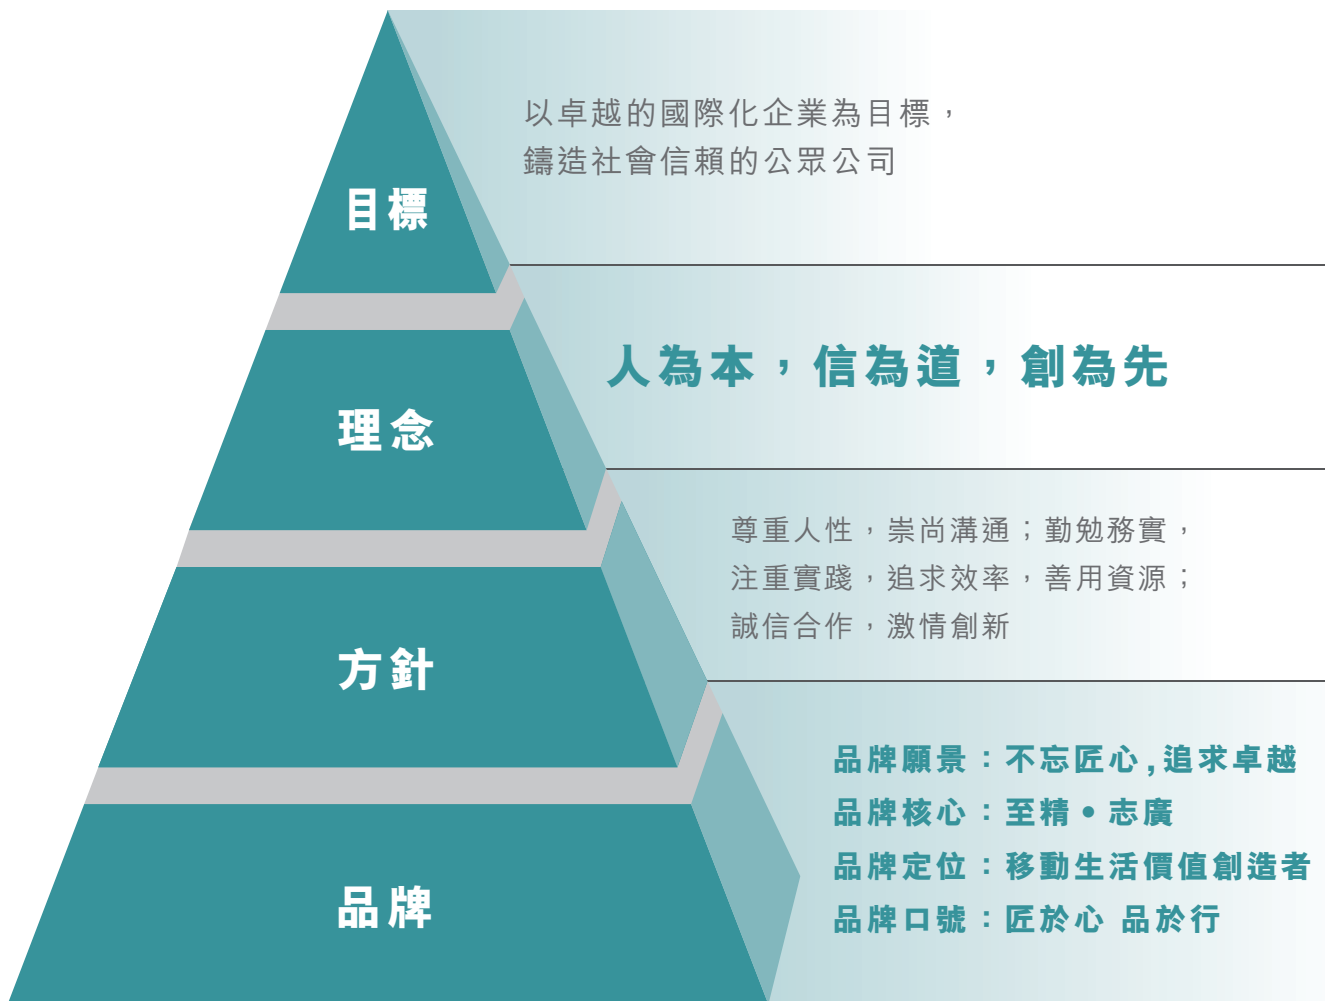 目標
以卓越的國際化企業為目標，
鑄造社會信賴的公眾公司
理念
人為本，信為道，創為先
方針
尊重人性，崇尚溝通；勤勉務實，
注重實踐，追求效率，善用資源；
誠信合作，激情創新
品牌
品牌願景：不忘匠心,追求卓越
品牌核心：至精•志廣
品牌定位：移動生活價值創造者
品牌口號：匠於心 品於行